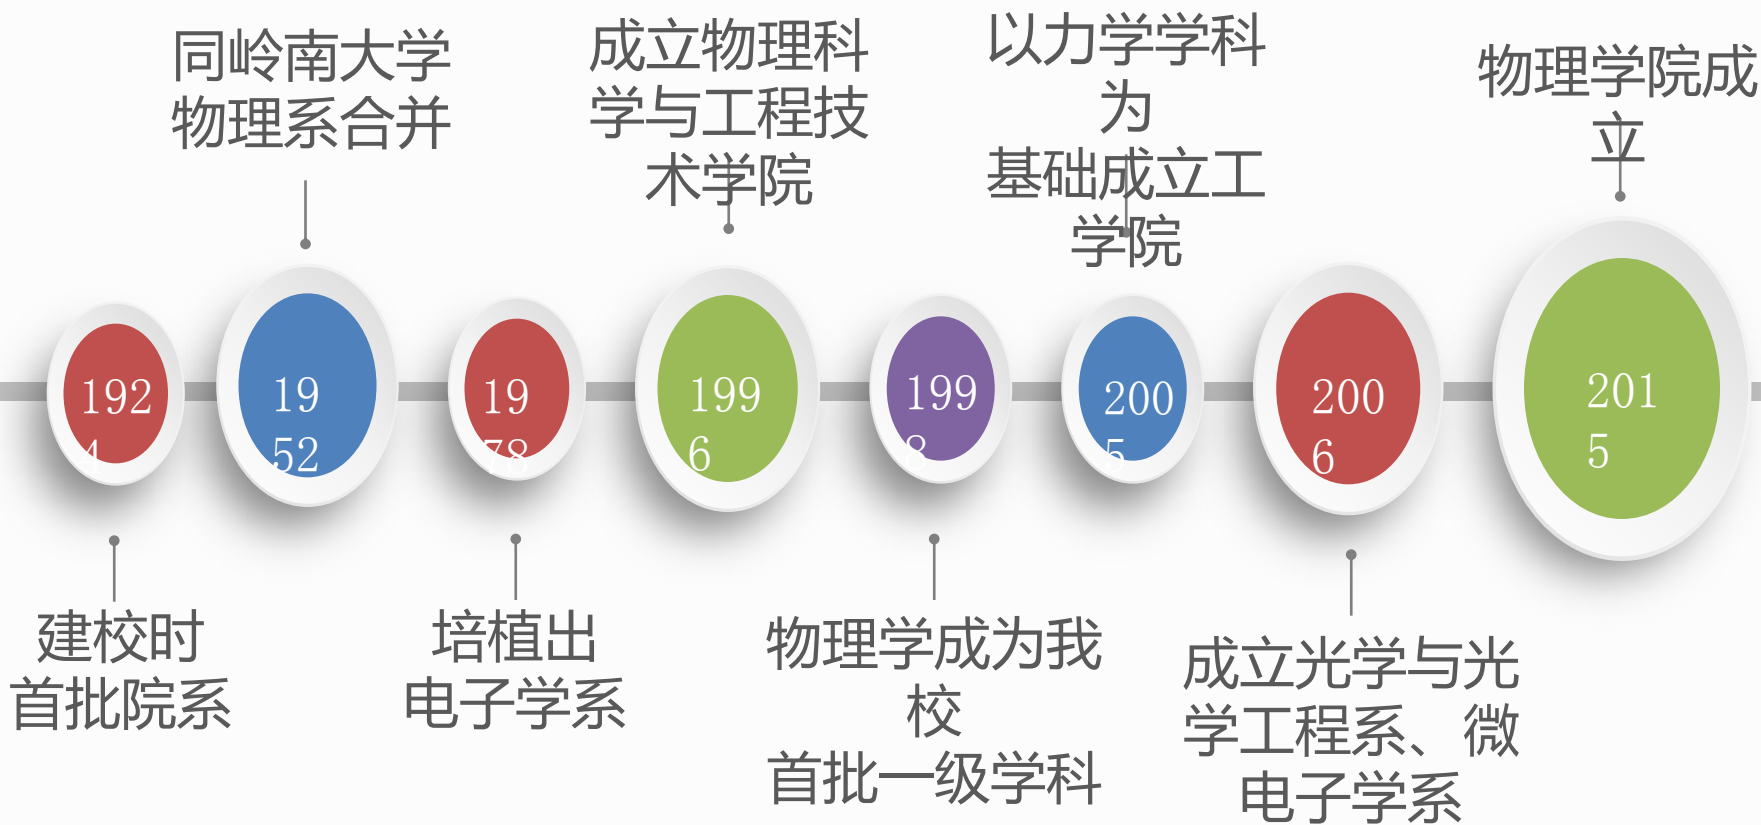 同岭南大学
物理系合并
成立物理科
学与工程技
术学院
以力学学科
为
基础成立工
学院
物理学院成
立
192
4
19
52
19
78
199
6
199
8
200
5
200
6
201
5
建校时
首批院系
培植出
电子学系
物理学成为我
校
首批一级学科
成立光学与光
学工程系、微
电子学系